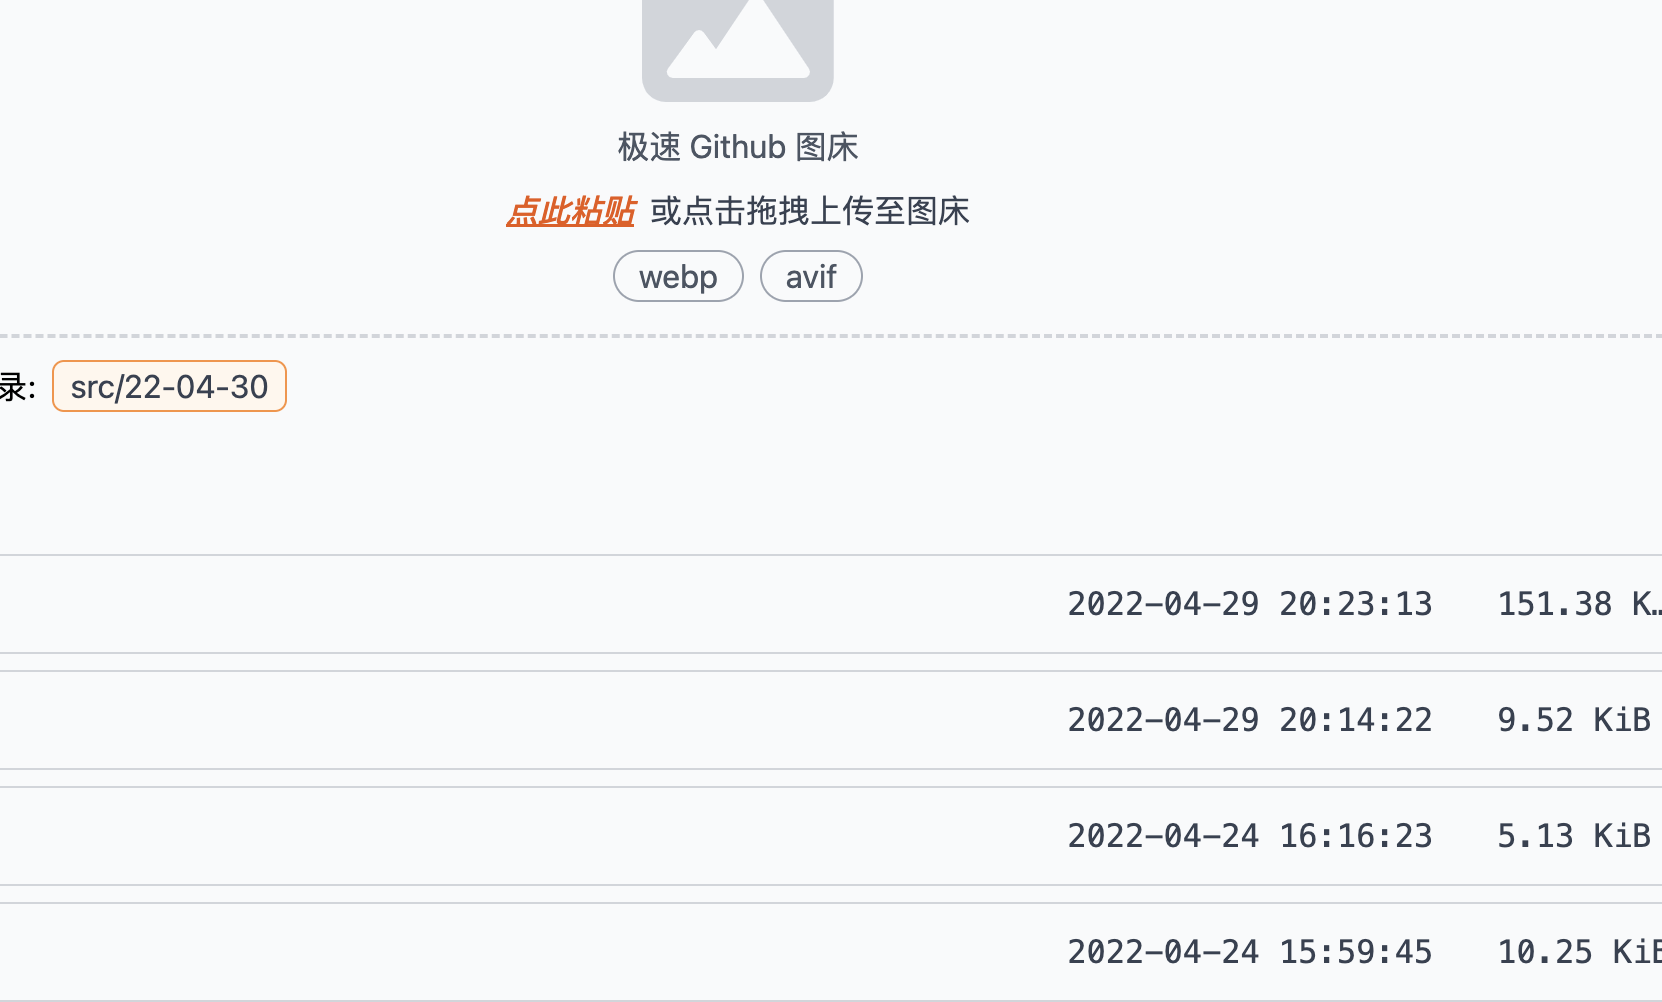 极速 Github 图床
点此粘贴 或点击拖拽上传至图床
webp avif
录: src/22-04-30
2022-04-29 20:23:13 151.38 K…
2022-04-29 20:14:22 9.52 KiB
2022-04-24 16:16:23 5.13 KiB
2022-04-24 15:59:45 10.25 KiB